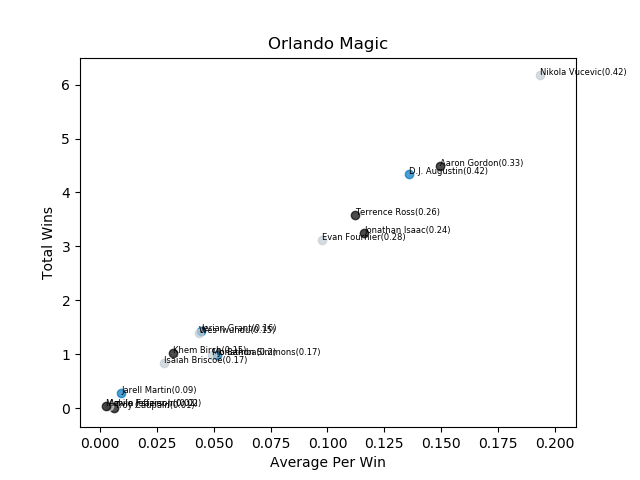 Orlando Magic
Nikola Vucevic(0.42)
Aaron Gordon(0.33)
D.J. Augustin(0.42)
Terrence Ross(0.26)
Jonathan Isaac(0.24)
Evan Fournier(0.28)
Jerian Grant(0.16)
Khem Birch(0.15)
Isaiah Briscoe(0.17)
Jarell Martin(0.09)
Total Wins
6
5
4
3
2
1
0
0.000
0.025
0.050
0.075
0.100
0.125
0.150
0.175
0.200
Average Per Win